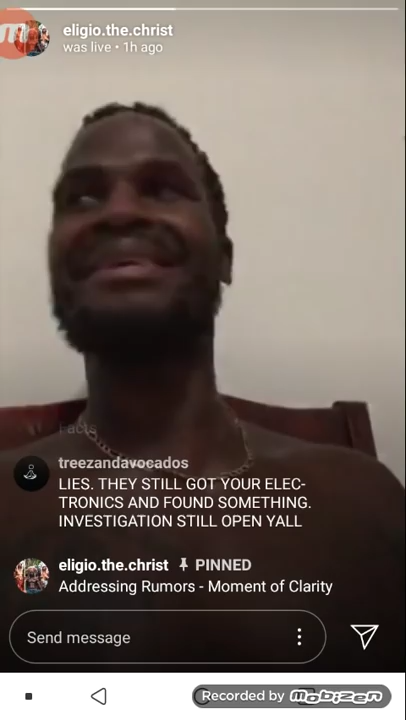 eligio.the.christ
was live • 1h ago
Facts
treezandavocados
LIES. THEY STILL GOT YOUR ELEC-
TRONICS AND FOUND SOMETHING.
INVESTIGATION STILL OPEN YALL
eligio.the.christ PINNED
Addressing Rumors - Moment of Clarity
Send message
Recorded by mobizen